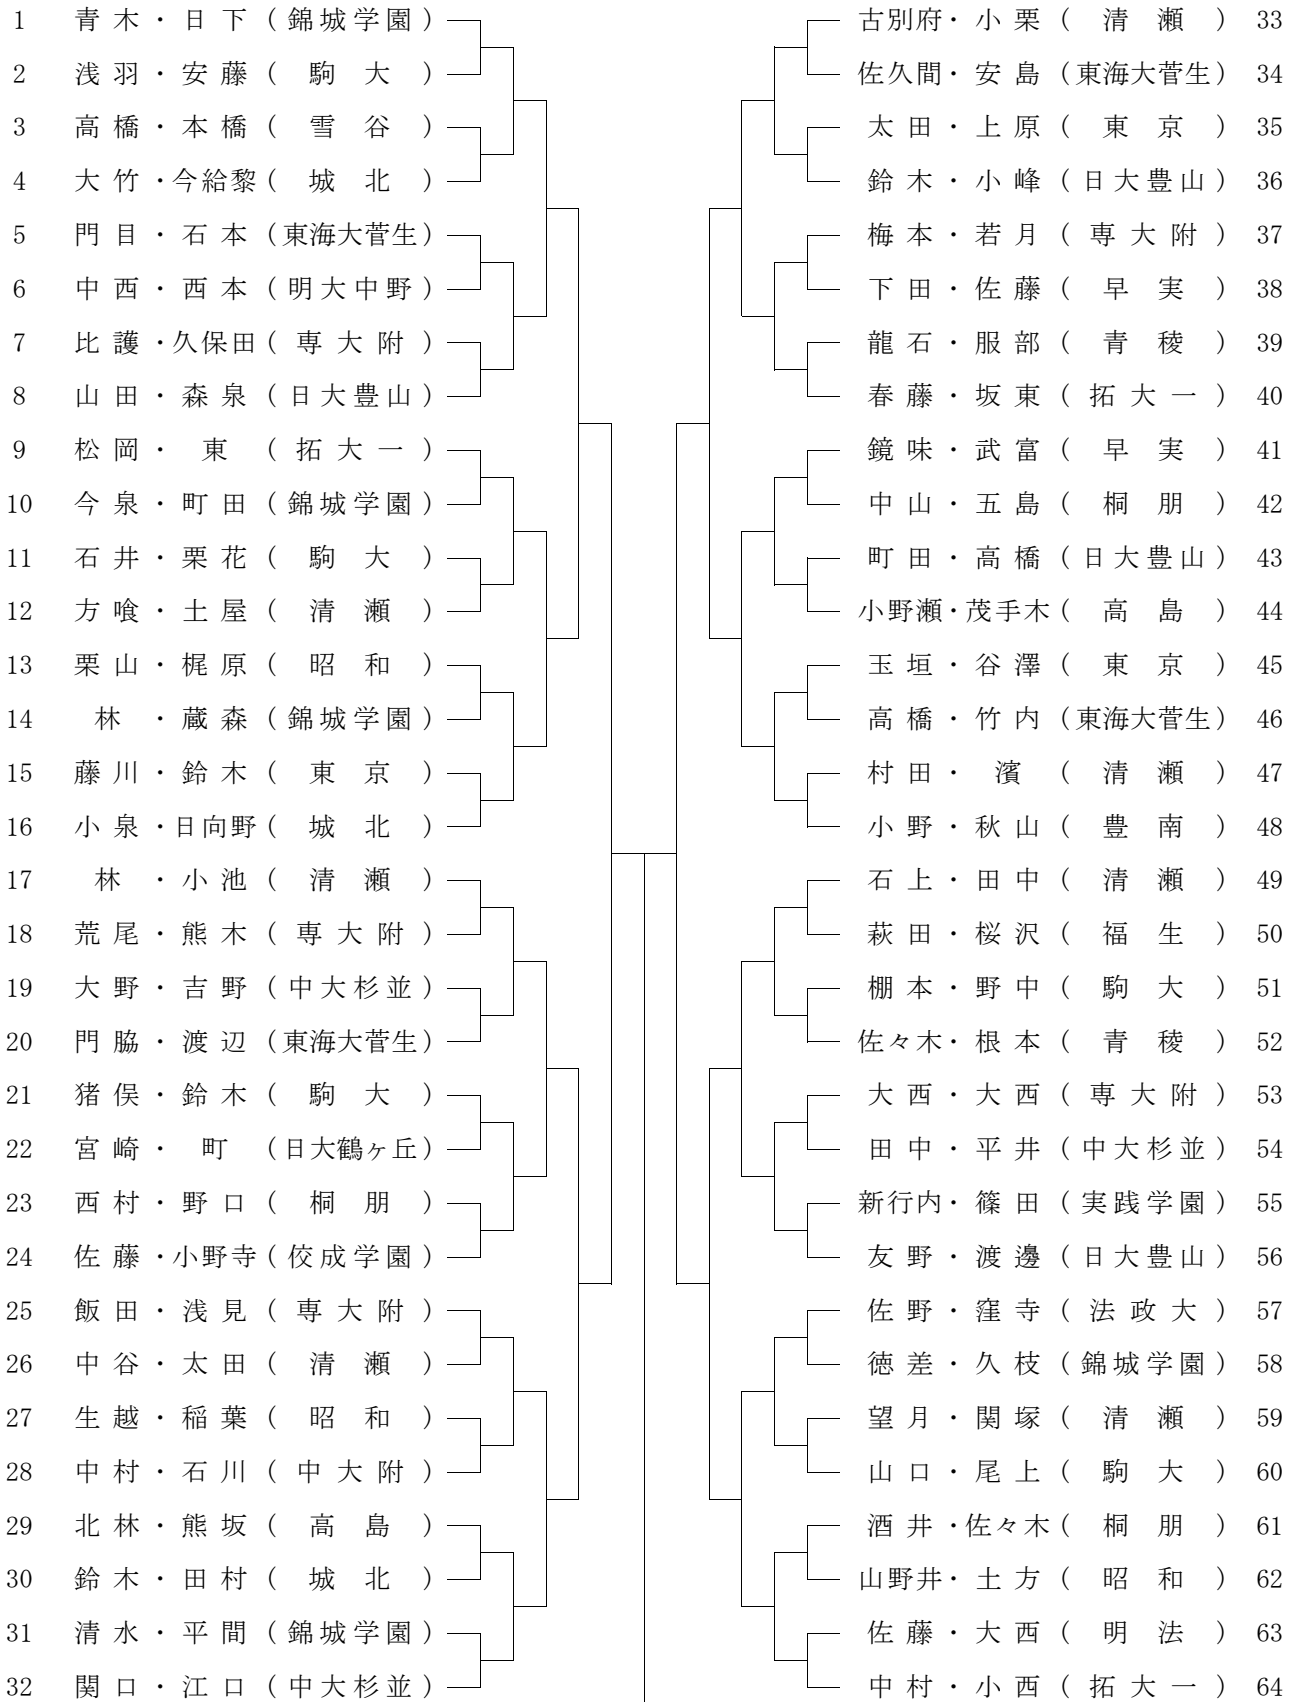 1 青木・日下(錦城学園)
2 浅羽・安藤(駒大)
3 高橋・本橋(雪谷)
4 大竹・今給黎(城北)
5 門目・石本(東海大菅生)
6 中西・西本(明大中野)
7 比護・久保田(専大附)
8 山田・森泉(日大豊山)
9 松岡・東(拓大一)
10 今泉・町田(錦城学園)
11 石井・栗花(駒大)
12 方喰・土屋(清瀬)
13 栗山・梶原(昭和)
14 林・蔵森(錦城学園)
15 藤川・鈴木(東京)
16 小泉・日向野(城北)
17 林・小池(清瀬)
18 荒尾・熊木(専大附)
19 大野・吉野(中大杉並)
20 門脇・渡辺(東海大菅生)
21 猪俣・鈴木(駒大)
22 宮崎・町(日大鶴ヶ丘)
23 西村・野口(桐朋)
24 佐藤・小野寺(佼成学園)
25 飯田・浅見(専大附)
26 中谷・太田(清瀬)
27 生越・稲葉(昭和)
28 中村・石川(中大附)
29 北林・熊坂(高島)
30 鈴木・田村(城北)
31 清水・平間(錦城学園)
32 関口・江口(中大杉並)
古別府・小栗(清瀬) 33
佐久間・安島(東海大菅生) 34
太田・上原(東京) 35
鈴木・小峰(日大豊山) 36
梅本・若月(専大附) 37
下田・佐藤(早実) 38
龍石・服部(青稜) 39
春藤・坂東(拓大一) 40
鏡味・武富(早実) 41
中山・五島(桐朋) 42
町田・高橋(日大豊山) 43
小野瀬・茂手木(高島) 44
玉垣・谷澤(東京) 45
高橋・竹内(東海大菅生) 46
村田・濱(清瀬) 47
小野・秋山(豊南) 48
石上・田中(清瀬) 49
萩田・桜沢(福生) 50
棚本・野中(駒大) 51
佐々木・根本(青稜) 52
大西・大西(専大附) 53
田中・平井(中大杉並) 54
新行内・篠田(実践学園) 55
友野・渡邊(日大豊山) 56
佐野・窪寺(法政大) 57
徳差・久枝(錦城学園) 58
望月・関塚(清瀬) 59
山口・尾上(駒大) 60
酒井・佐々木(桐朋) 61
山野井・土方(昭和) 62
佐藤・大西(明法) 63
中村・小西(拓大一) 64